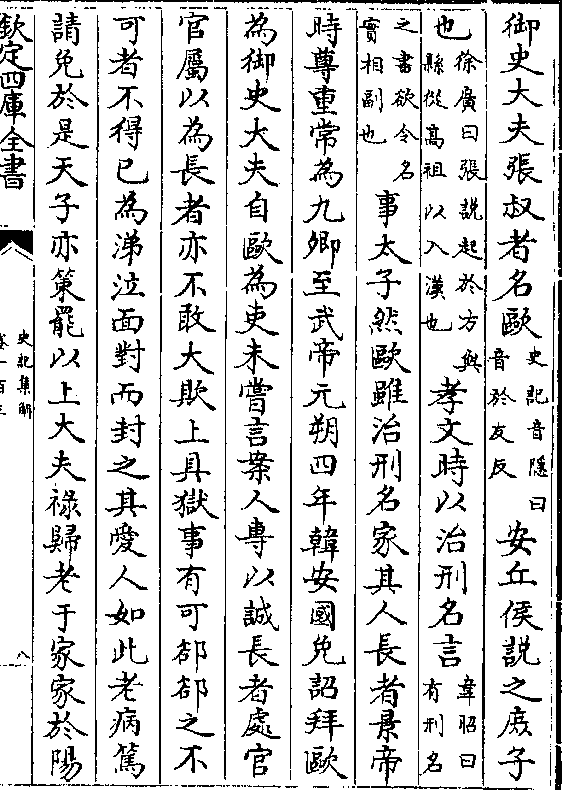 御史大夫張叔者名歐史記音隱曰音於友反安丘侯説之庶子
也徐廣曰張説起於方與縣從高祖以入漢也孝文時以治刑名言韋昭曰有刑名
之書欲令名實相副也事太子然歐雖治刑名家其人長者景帝
時尊重常為九卿至武帝元朔四年韓安國免詔拜歐
為御史大夫自歐為吏未嘗言案人專以誠長者處官
官屬以為長者亦不敢大欺上具獄事有可郤郤之不
可者不得已為涕泣面對而封之其愛人如此老病篤
請免於是天子亦策罷以上大夫祿歸老于家家於陽
欽定四庫全書
史記集解
卷一百三
八